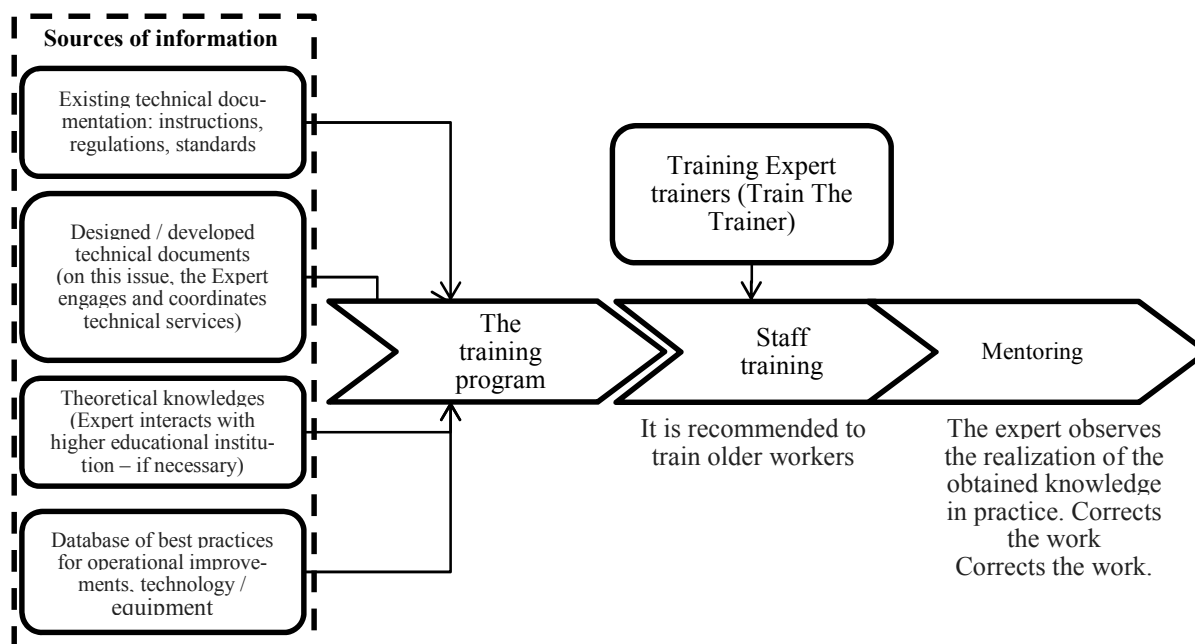 Sources of information
Existing technical docu-
mentation: instructions,
regulations, standards
Designed / developed
technical documents
(on this issue, the Expert
engages and coordinates
technical services)
Theoretical knowledges
(Expert interacts with
higher educational institu-
tion – if necessary)
Database of best practices
for operational improve-
ments, technology /
equipment
The
training
program
Training Expert
trainers (Train The
Trainer)
Staff
training
It is recommended to
train older workers
Mentoring
The expert observes
the realization of the
obtained knowledge
in practice. Corrects
the work
Corrects the work.